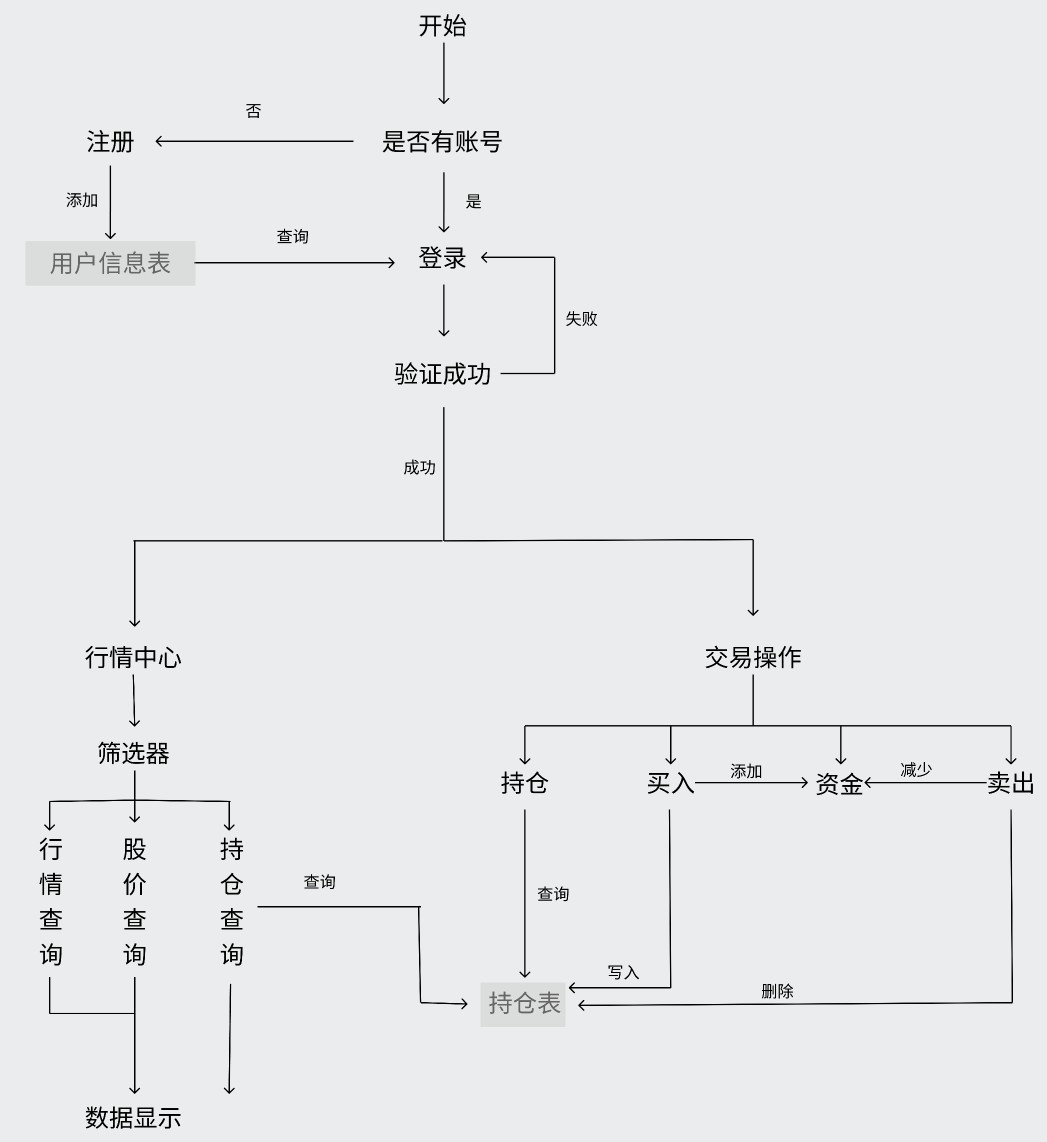 开始
否
注册
是否有账号
添加
是
查询
用户信息表
登录
失败
验证成功
成功
行情中心
交易操作
筛选器
持仓
买入
添加
资金
减少
卖出
行情查询
股价查询
持仓查询
查询
查询
写入
持仓表
删除
数据显示